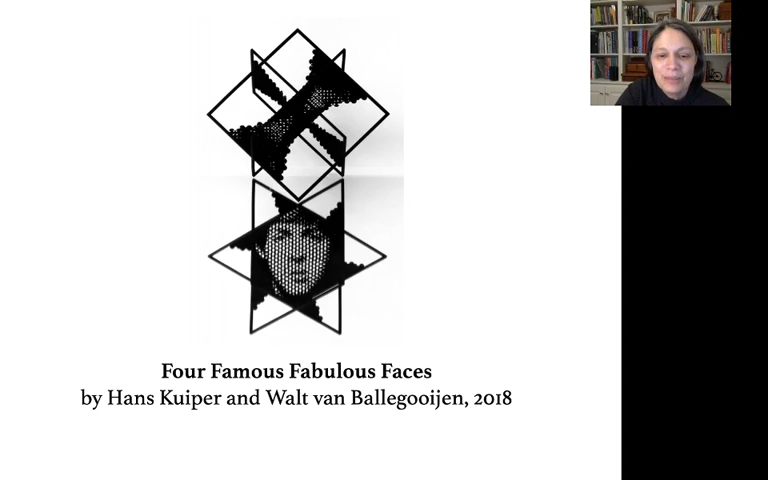 Four Famous Fabulous Faces
by Hans Kuiper and Walt van Ballegooijen, 2018